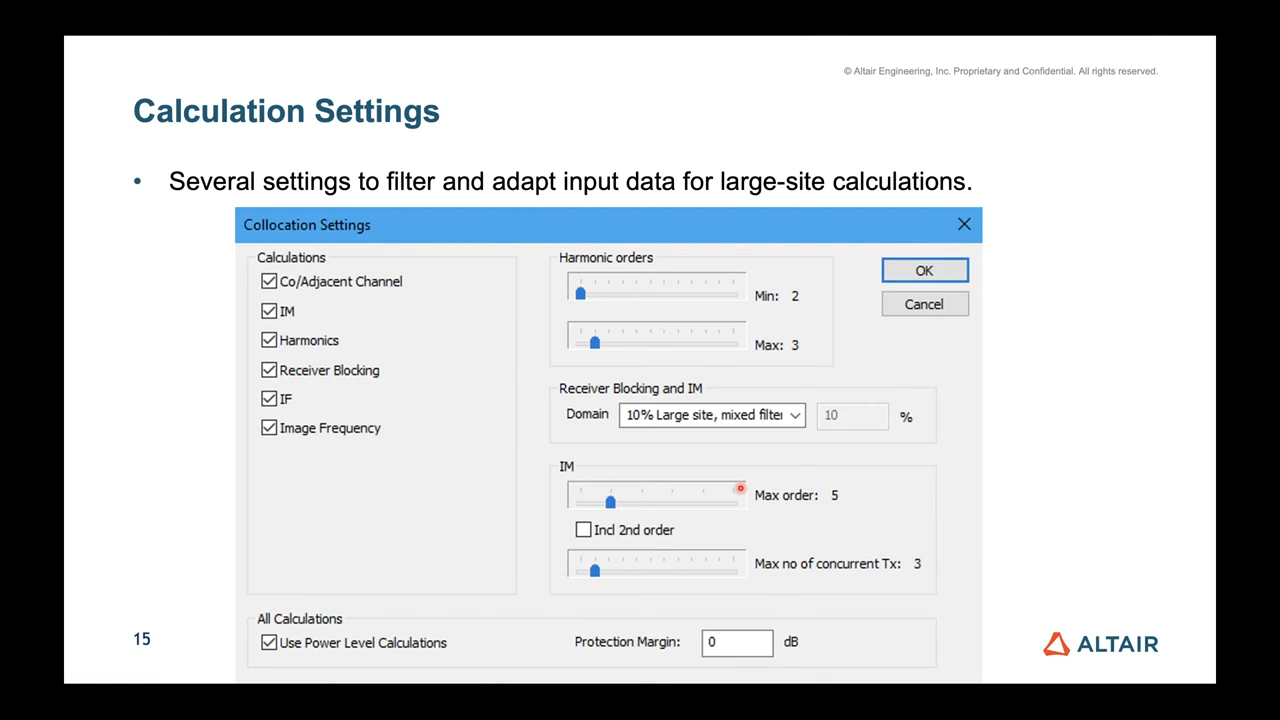 © Altair Engineering, Inc. Proprietary and Confidential. All rights reserved.
Calculation Settings
• Several settings to filter and adapt input data for large-site calculations.
Collocation Settings
Calculations
Co/Adjacent Channel
IM
Harmonics
Receiver Blocking
IF
Image Frequency
Harmonic orders
Min: 2
Max: 3
OK
Cancel
Receiver Blocking and IM
Domain 10% Large site, mixed filter 10 %
IM
Max order: 5
Incl 2nd order
Max no of concurrent Tx: 3
All Calculations
Use Power Level Calculations
Protection Margin: 0 dB
15
ALTAIR